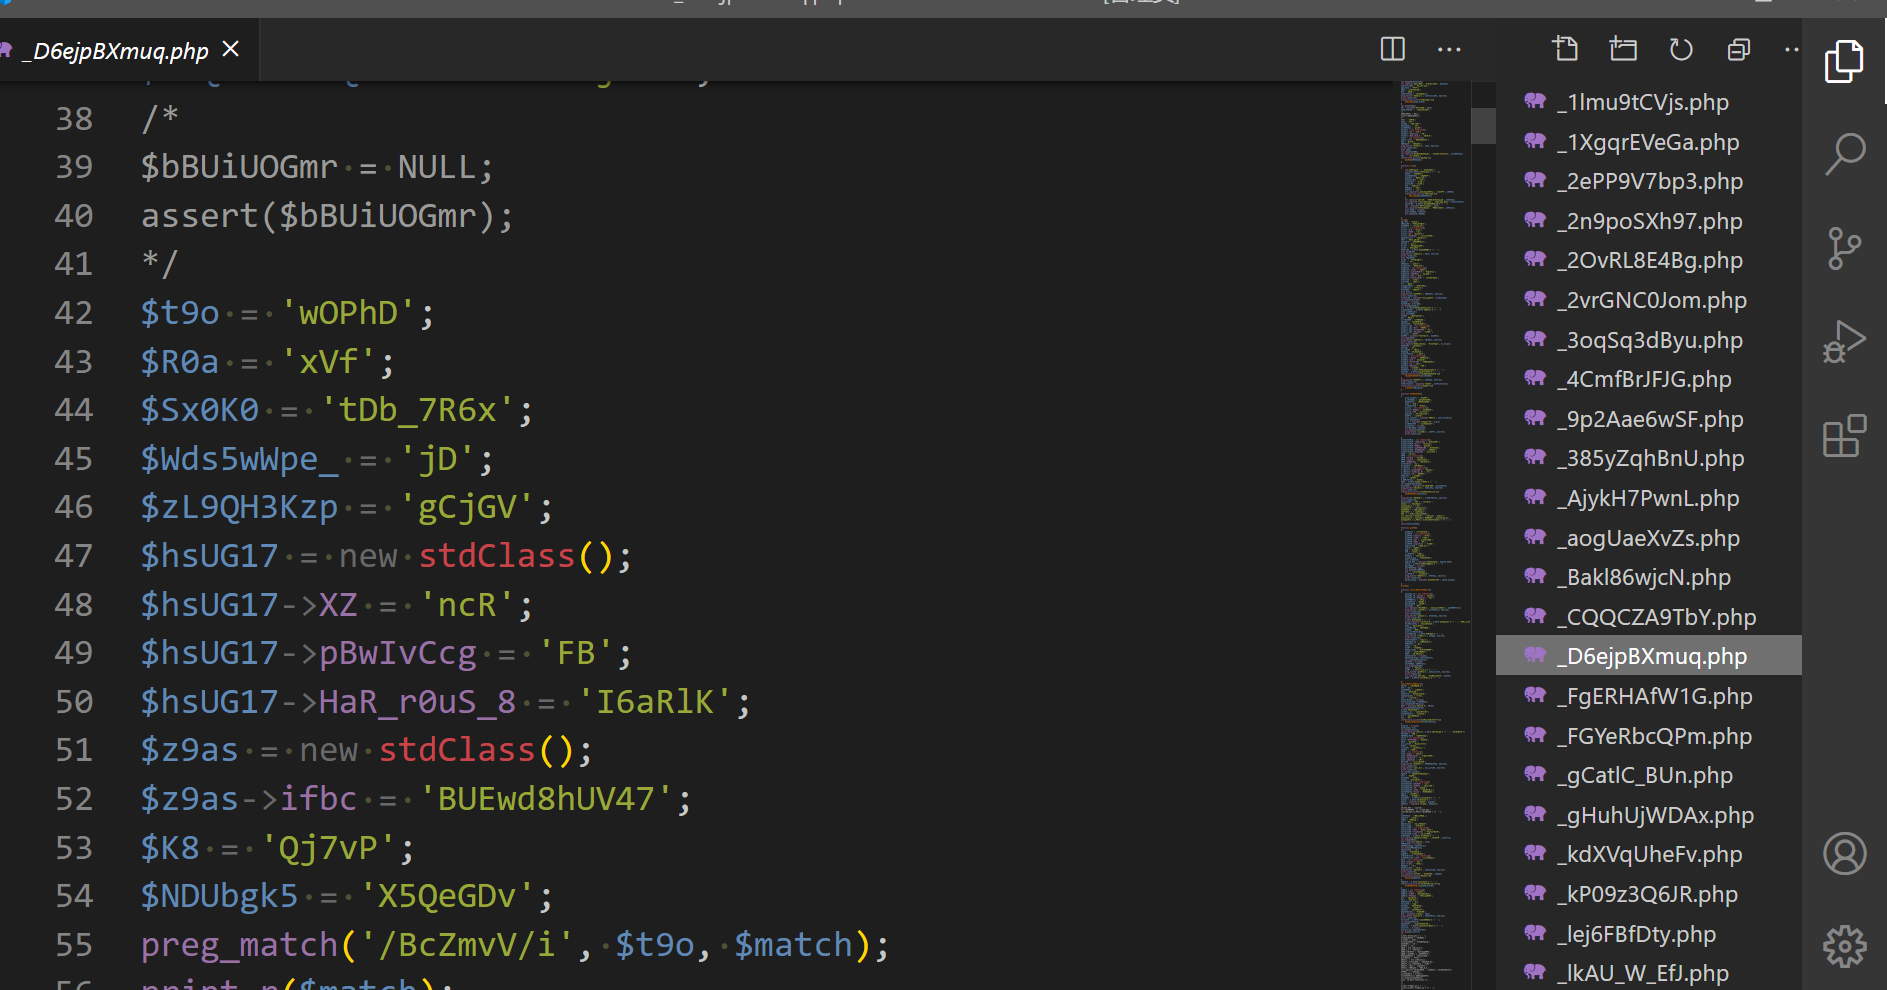 _D6ejpBXmuq.php
38 /*
39 $bBUiUOGmr = NULL;
40 assert($bBUiUOGmr);
41 */
42 $t9o = 'wOPhD';
43 $R0a = 'xVf';
44 $Sx0K0 = 'tDb_7R6x';
45 $Wds5wWpe_ = 'jD';
46 $zL9QH3Kzp = 'gCjGV';
47 $hsUG17 = new stdClass();
48 $hsUG17->XZ = 'ncR';
49 $hsUG17->pBwIvCcg = 'FB';
50 $hsUG17->HaR_r0uS_8 = 'I6aRlK';
51 $z9as = new stdClass();
52 $z9as->ifbc = 'BUEwd8hUV47';
53 $K8 = 'Qj7vP';
54 $NDUbgk5 = 'X5QeGDv';
55 preg_match('/BcZmvV/i', $t9o, $match);
56 print_r($match);
_1lmu9tCVjs.php
_1XgqrEVeGa.php
_2ePP9V7bp3.php
_2n9poSXh97.php
_2OvRL8E4Bg.php
_2vrGNC0Jom.php
_3oqSq3dByu.php
_4CmfBrJFJG.php
_9p2Aae6wSF.php
_385yZqhBnU.php
_AjykH7PwnL.php
_aogUaeXvZs.php
_Bakl86wjcN.php
_CQQCZA9TbY.php
_D6ejpBXmuq.php
_FgERHAfW1G.php
_FGYeRbcQPm.php
_gCatlC_BUn.php
_gHuhUjWDAx.php
_kdXVqUheFv.php
_kP09z3Q6JR.php
_lej6FBfDty.php
_lkAU_W_EfJ.php